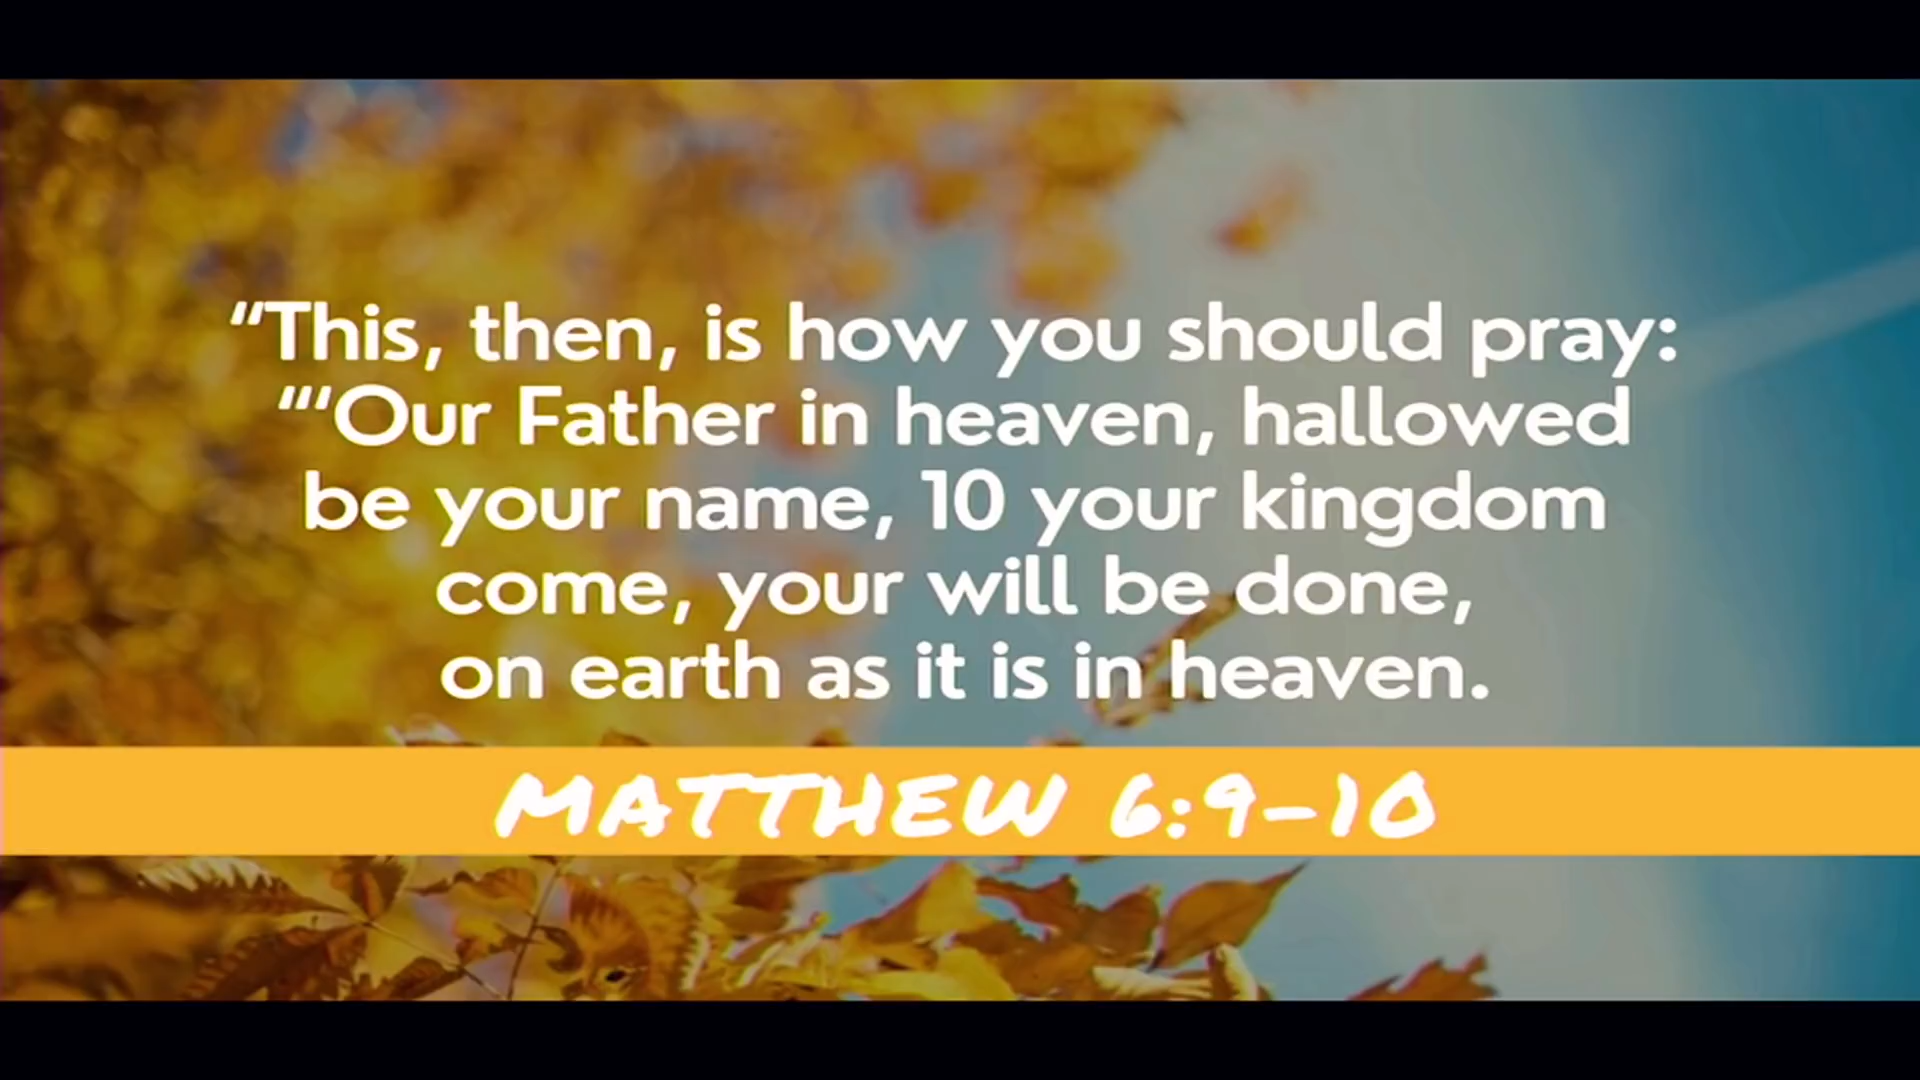 “This, then, is how you should pray:
“‘Our Father in heaven, hallowed
be your name, 10 your kingdom
come, your will be done,
on earth as it is in heaven.
MATTHEW 6:9-10